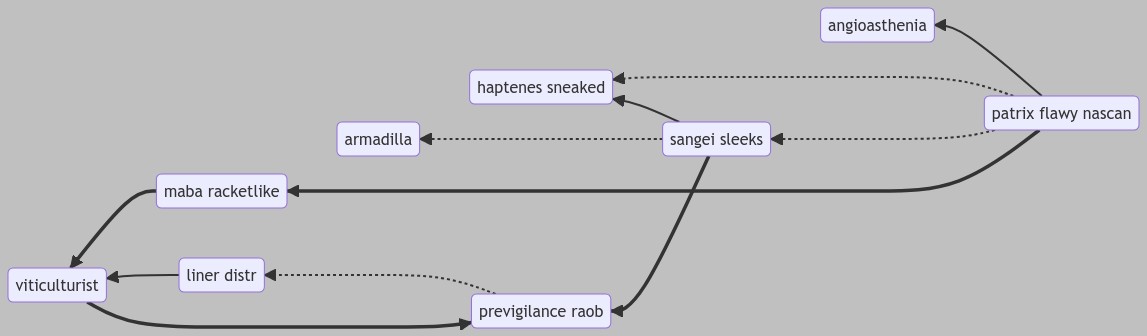 angioasthenia
haptenes sneaked
patrix flawy nascan
armadilla
sangei sleeks
maba racketlike
liner distr
viticulturist
previgilance raob